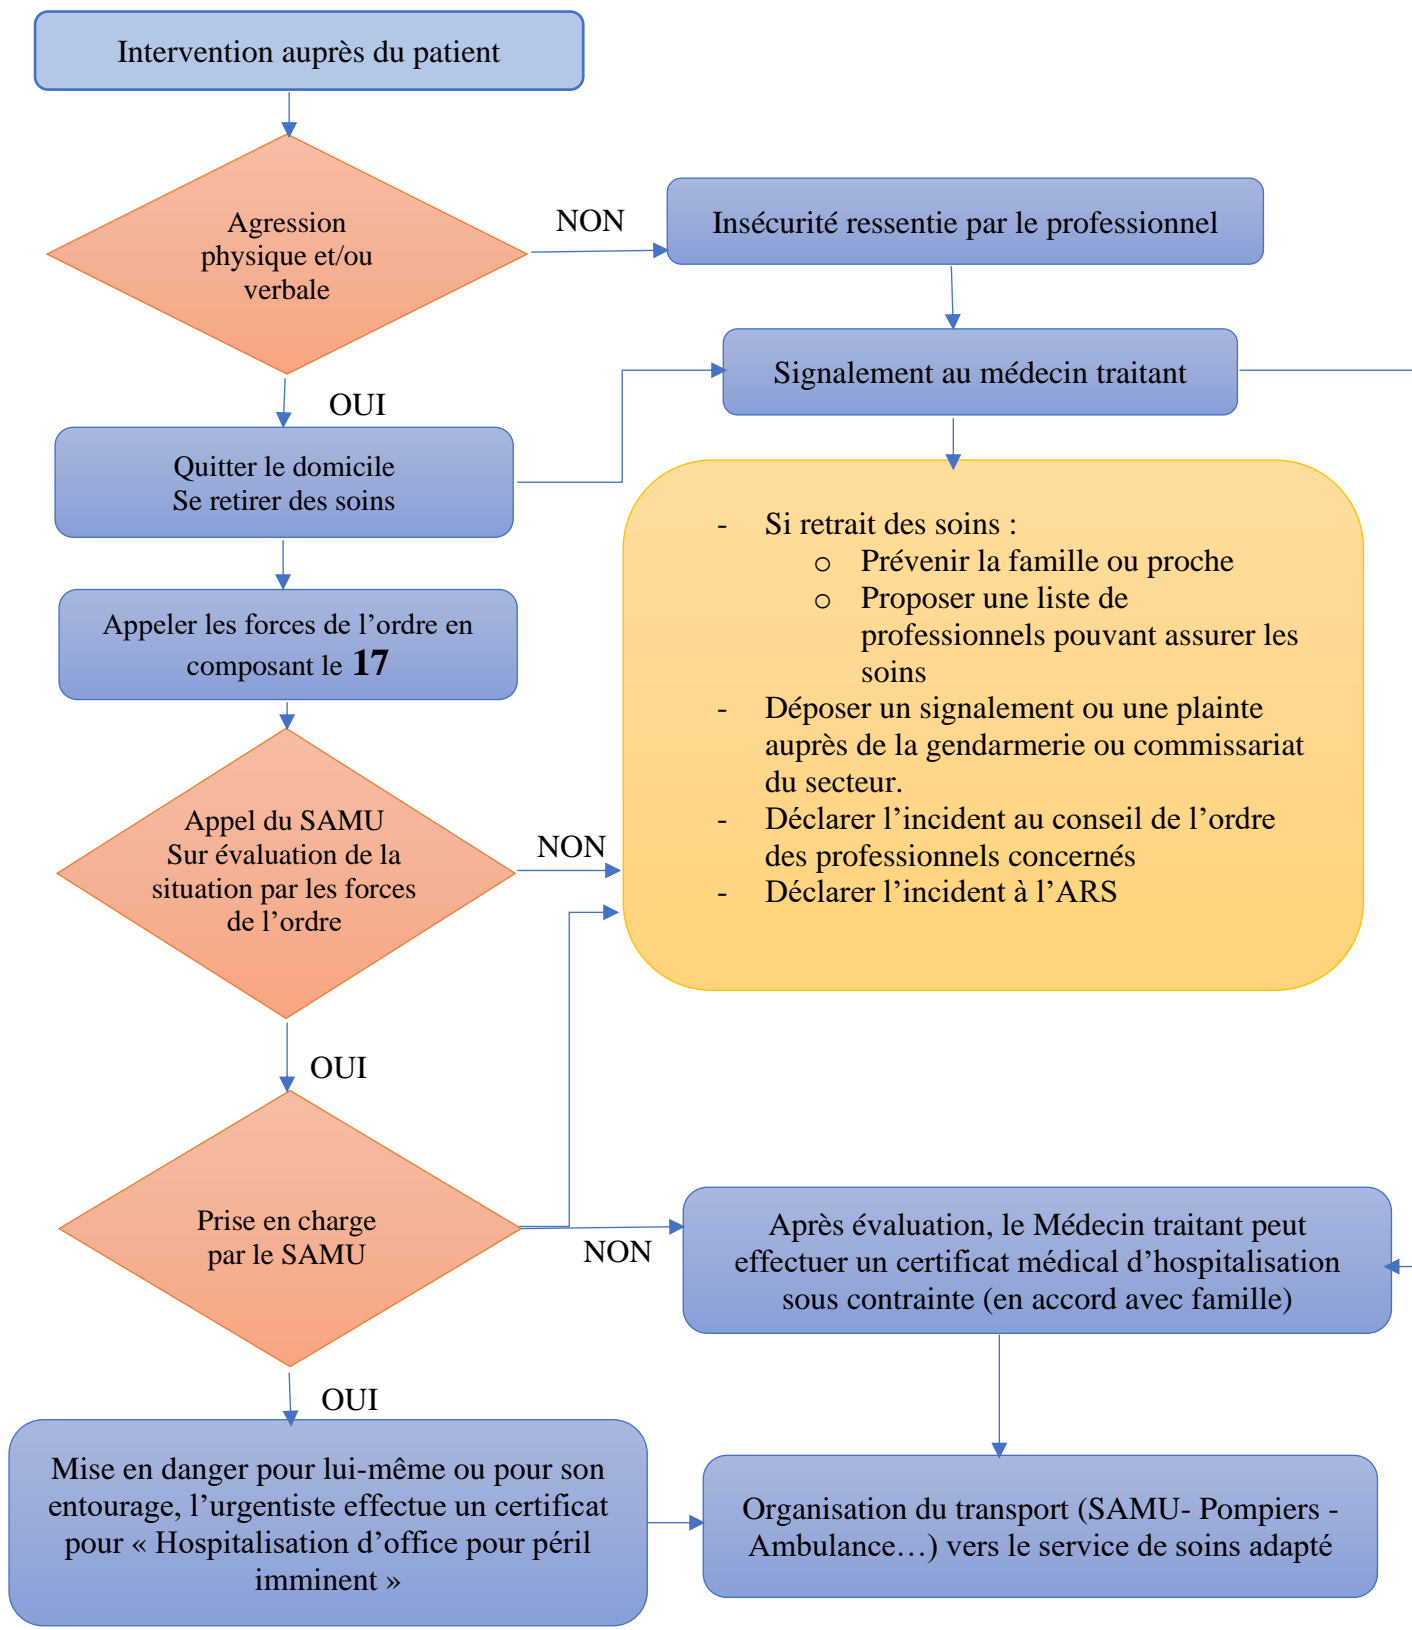 Intervention auprès du patient
Agression
physique et/ou
verbale
NON
Insécurité ressentie par le professionnel
Signalement au médecin traitant
OUI
Quitter le domicile
Se retirer des soins
Appeler les forces de l’ordre en
composant le 17
- Si retrait des soins :
o Prévenir la famille ou proche
o Proposer une liste de
professionnels pouvant assurer les
soins
- Déposer un signalement ou une plainte
auprès de la gendarmerie ou commissariat
du secteur.
- Déclarer l’incident au conseil de l’ordre
des professionnels concernés
- Déclarer l’incident à l’ARS
Appel du SAMU
Sur évaluation de la
situation par les forces
de l’ordre
NON
OUI
Prise en charge
par le SAMU
NON
Après évaluation, le Médecin traitant peut
effectuer un certificat médical d’hospitalisation
sous contrainte (en accord avec famille)
OUI
Mise en danger pour lui-même ou pour son
entourage, l’urgentiste effectue un certificat
pour « Hospitalisation d’office pour péril
imminent »
Organisation du transport (SAMU- Pompiers -
Ambulance…) vers le service de soins adapté